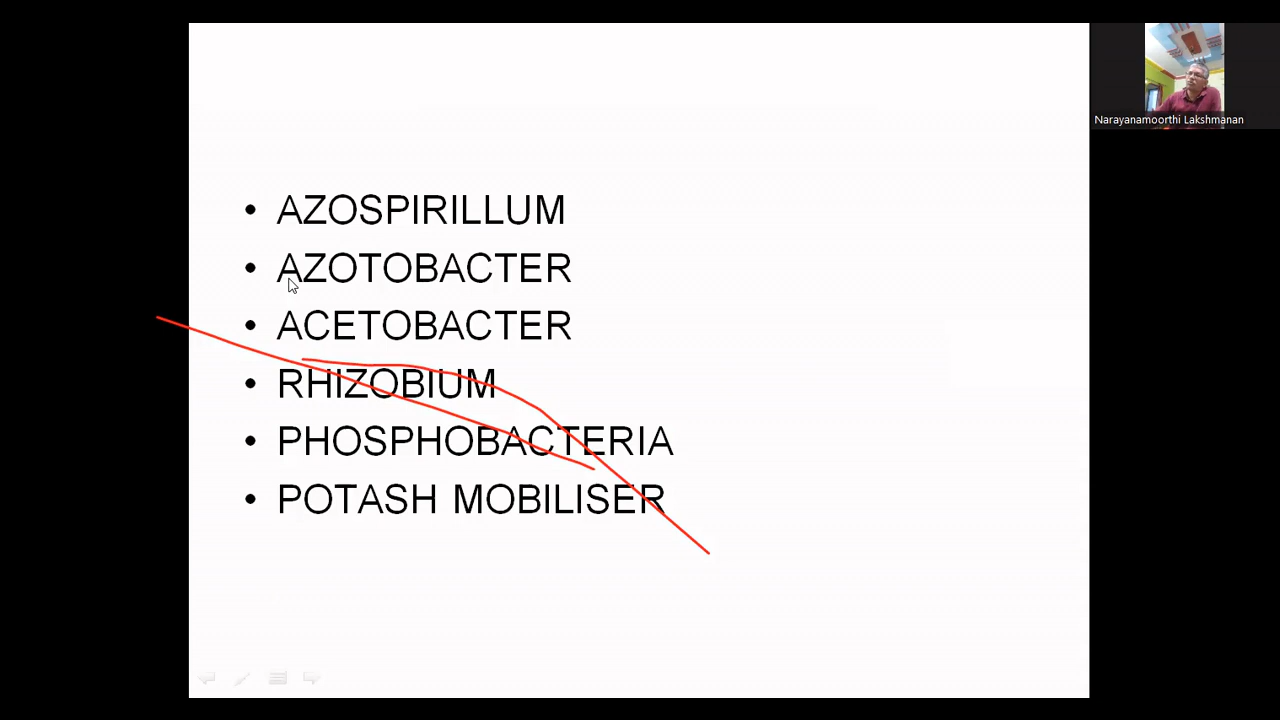 Narayanamoorthi Lakshmanan
• AZOSPIRILLUM
• AZOTOBACTER
• ACETOBACTER
• RHIZOBIUM
• PHOSPHOBACTERIA
• POTASH MOBILISER